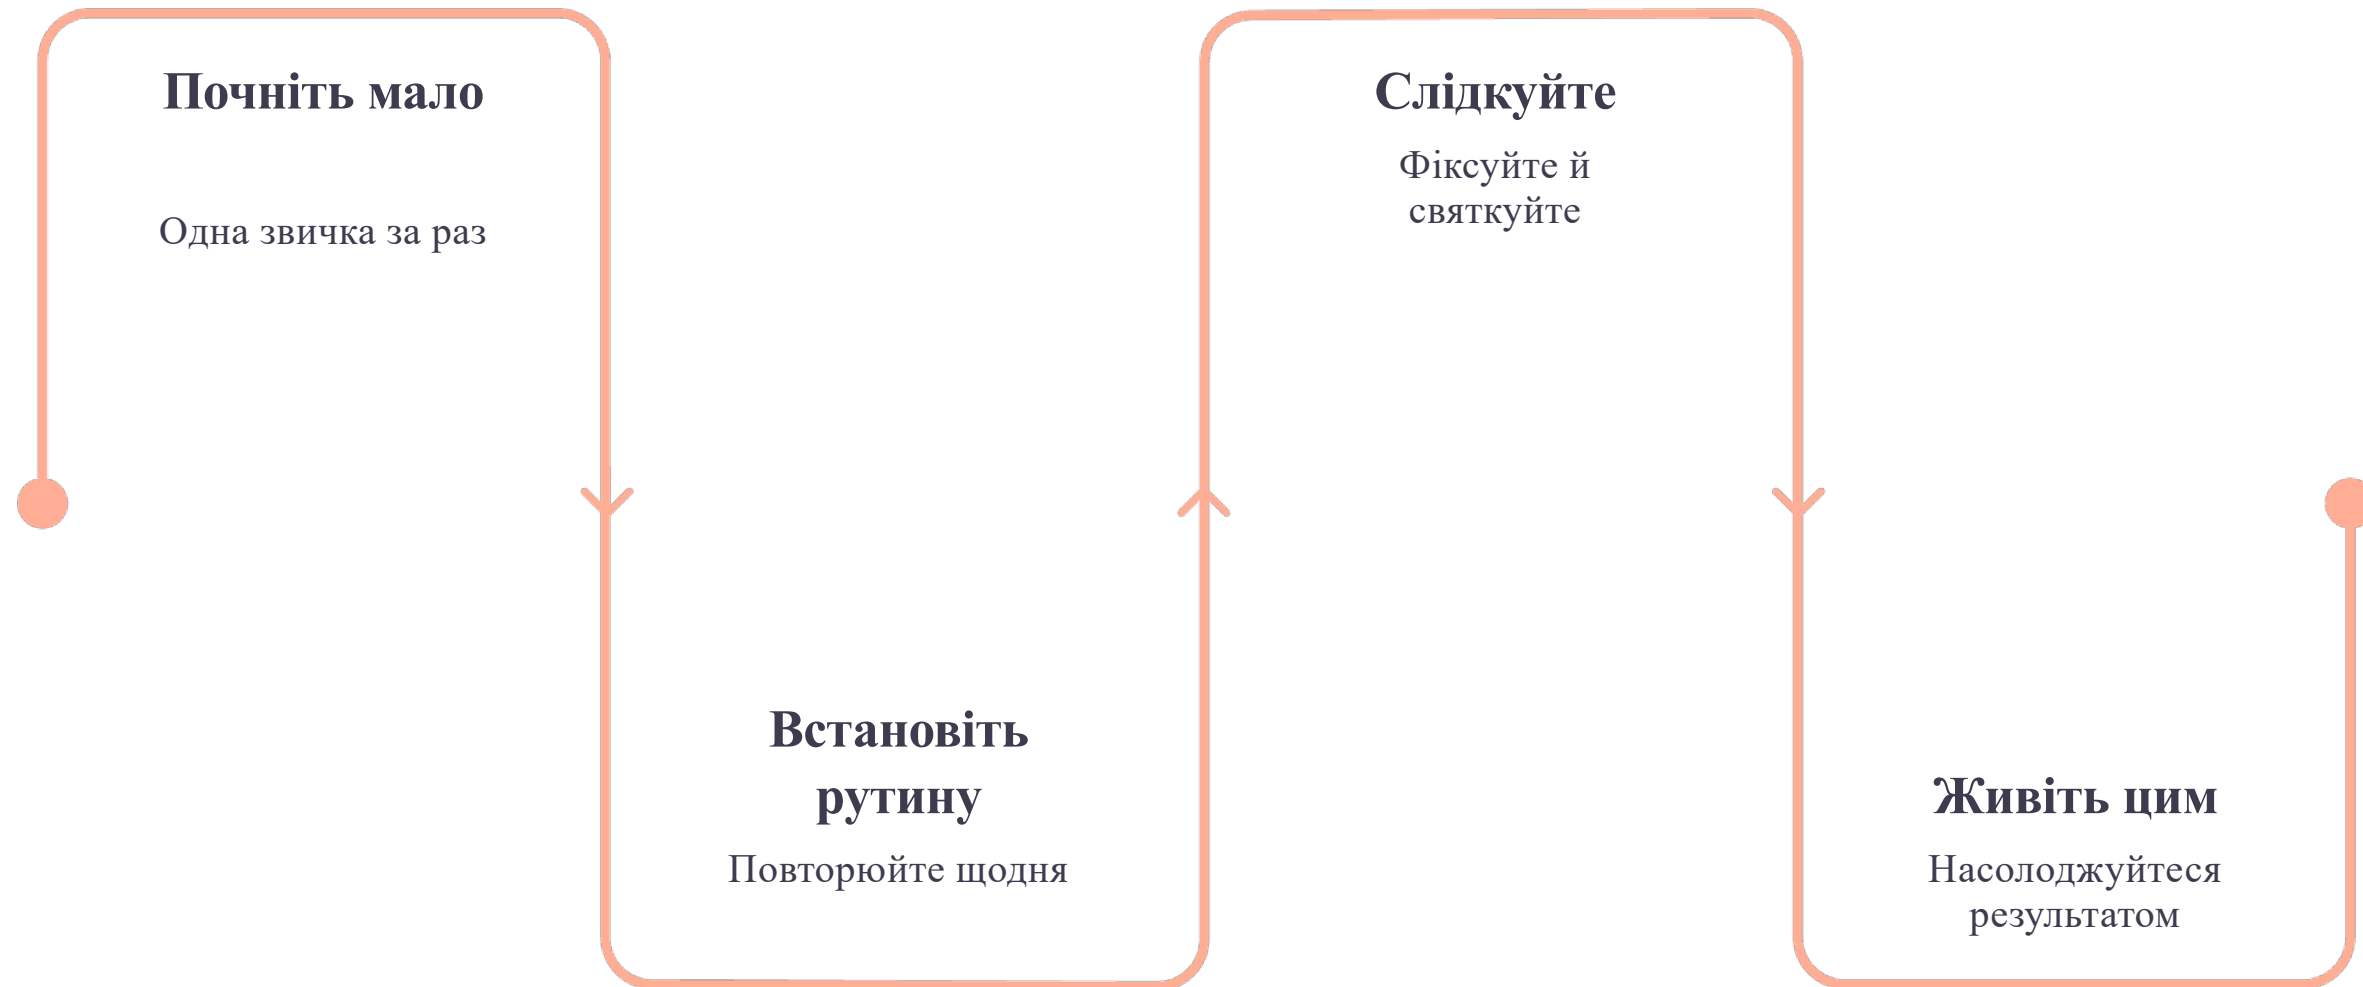 Почніть мало
Одна звичка за раз
Встановіть
рутину
Повторюйте щодня
Слідкуйте
Фіксуйте й
святкуйте
Живіть цим
Насолоджуйтеся
результатом